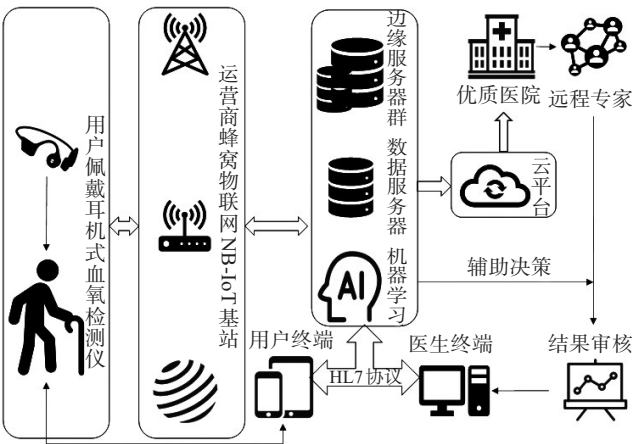 用户佩戴耳机式血氧检测仪
运营商蜂窝物联网NB-IoT基站
边缘服务器群
数据服务器
机器学习
AI
优质医院
远程专家
云平台
辅助决策
用户终端
医生终端
结果审核
HL7协议